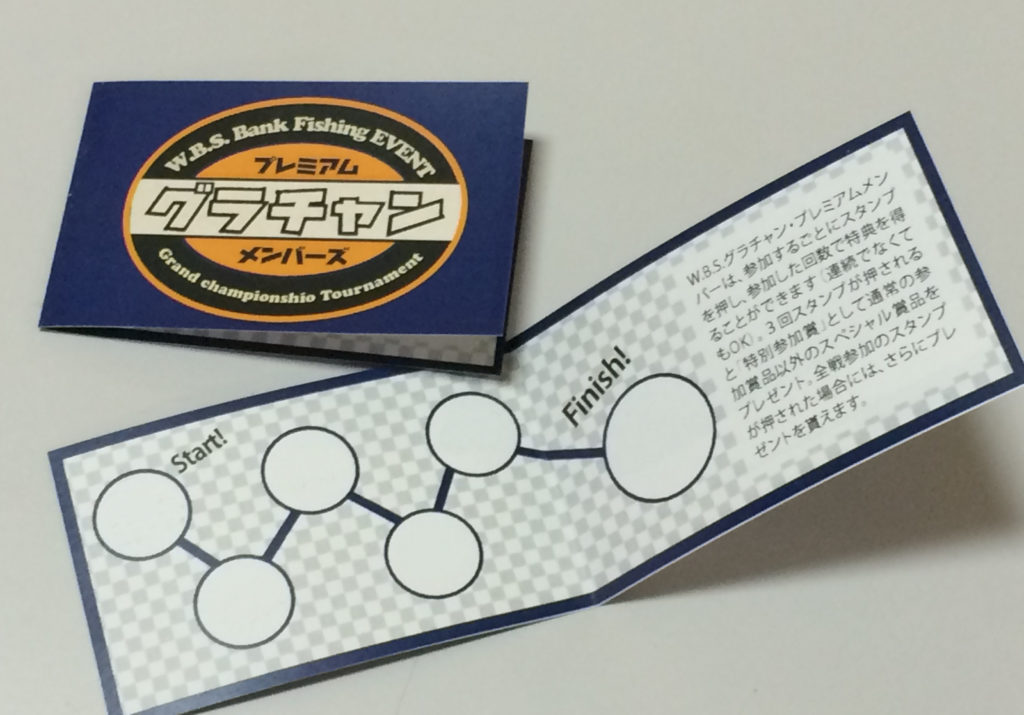 W.B.S. Bank Fishing EVENT
プレミアム
グラチャン
メンバーズ
Grand championshio Tournament
Start!
Finish!
W.B.S.グラチャン・プレミアムメン
バーは、参加するごとにスタンプ
を押し、参加した回数で特典を得
ることができます（連続でなくて
もOK）。3回スタンプが押される
と「特別参加賞」として通常の参
加賞品以外のスペシャル賞品を
プレゼント。全戦参加のスタンプ
が押された場合には、さらにプレ
ゼントを貰えます。